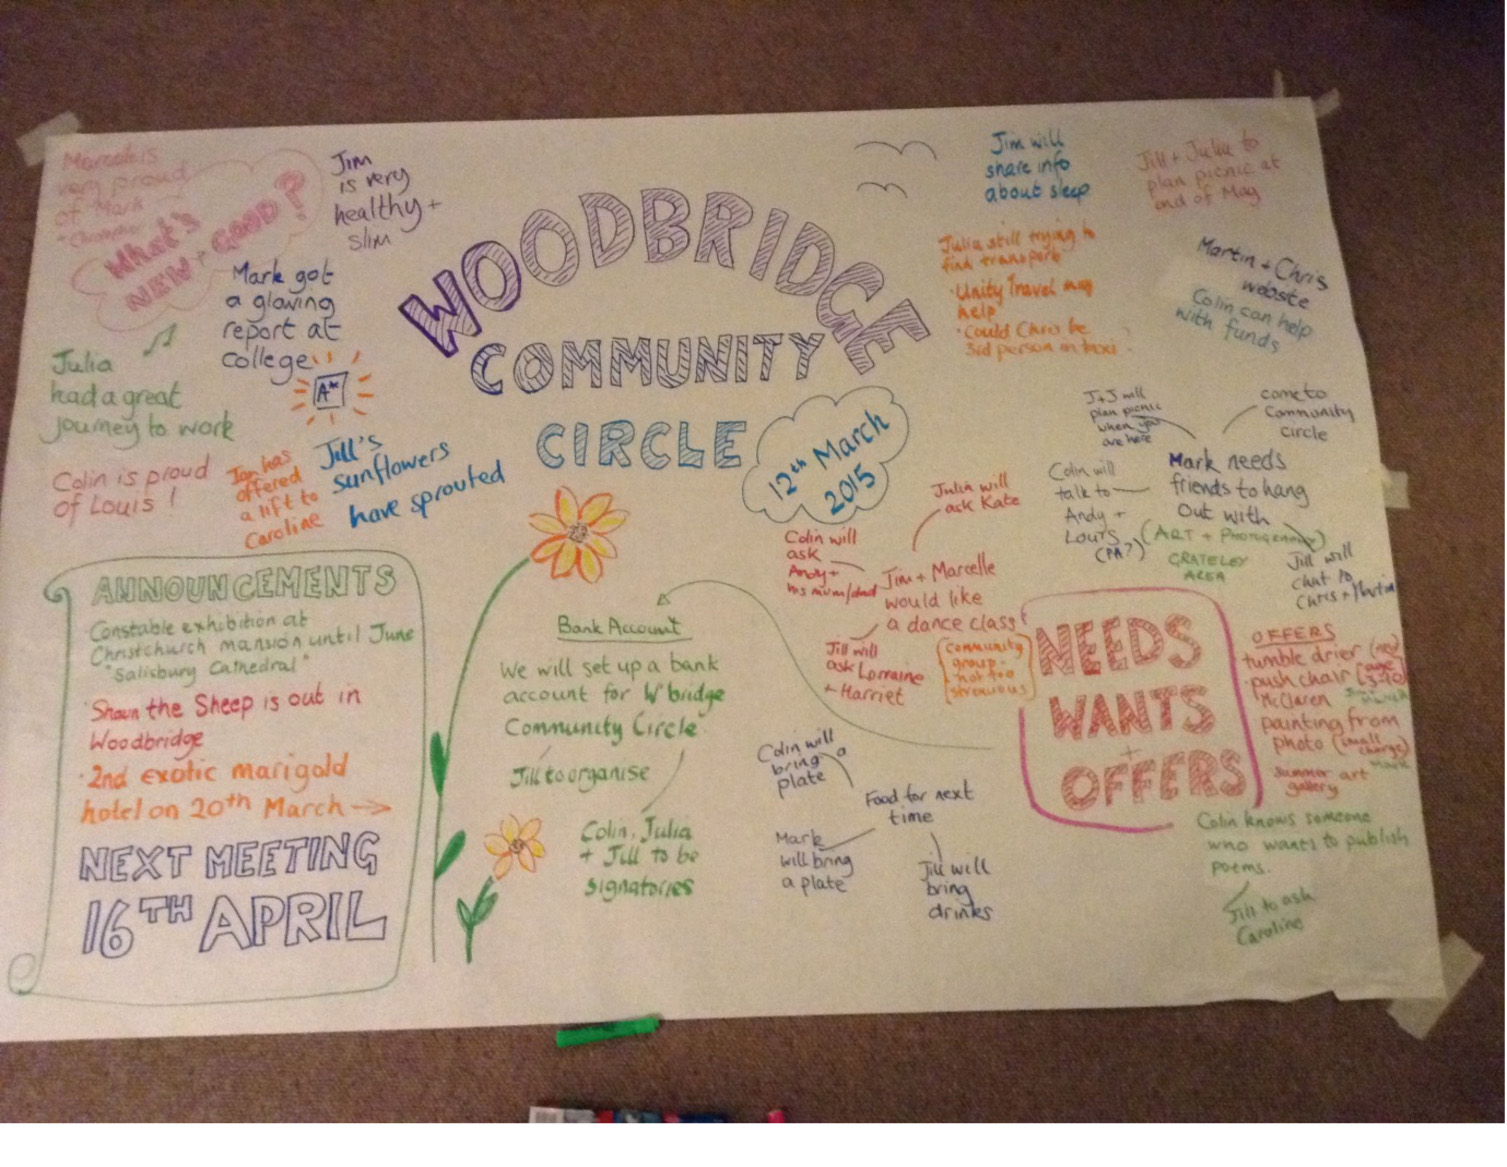 WOODBRIDGE
COMMUNITY
CIRCLE
12th March
2015
What's
NEW + GOOD?
Marcelle is
very proud
of Mark
Jim
is very
healthy +
slim
Mark got
a glowing
report at
college
A*
Julia
had a great
journey to work
Colin is proud
of Louis!
has
offered
a lift to
Caroline
Jill's
sunflowers
have sprouted
ANNOUNCEMENTS
Constable exhibition at
Christchurch mansion until June
"Salisbury Cathedral"
Shaun the Sheep is out in
Woodbridge
2nd exotic marigold
hotel on 20th March
NEXT MEETING
16TH APRIL
Bank Account
We will set up a bank
account for W'bridge
Community Circle
Jill to organise
Colin, Julia
+ Jill to be
signatories
Jim will
share info
about sleep
Jill + Julia to
plan picnic at
end of May
Julia still trying to
find transport
·Unity Travel may
help
·Could Chris be
3rd person in taxi?
Martin + Chris
website
Colin can help
with funds
J+J will
plan picnic
when you
are here
come to
Community
Circle
Mark needs
friends to hang
out with
(ART + Photography)
GRATELEY
AREA
Colin will
talk to
Andy +
Louis
(PA?)
Jill will
chat to
Chris + Martin
Julia will
ask Kate
Colin will
ask
Andy +
his mum/dad
Jim + Marcelle
would like
a dance class!
Jill will
ask Lorraine
+ Harriet
(community
group -
not too
strenuous)
NEEDS
WANTS
+
OFFERS
OFFERS
tumble drier
push chair
McClaren
painting from
photo (small
charge)
Mark
summer art
gallery
Colin knows someone
who wants to publish
poems.
Jill to ask
Caroline
Colin will
bring a
plate
Food for next
time
Mark
will bring
a plate
Jill will
bring
drinks